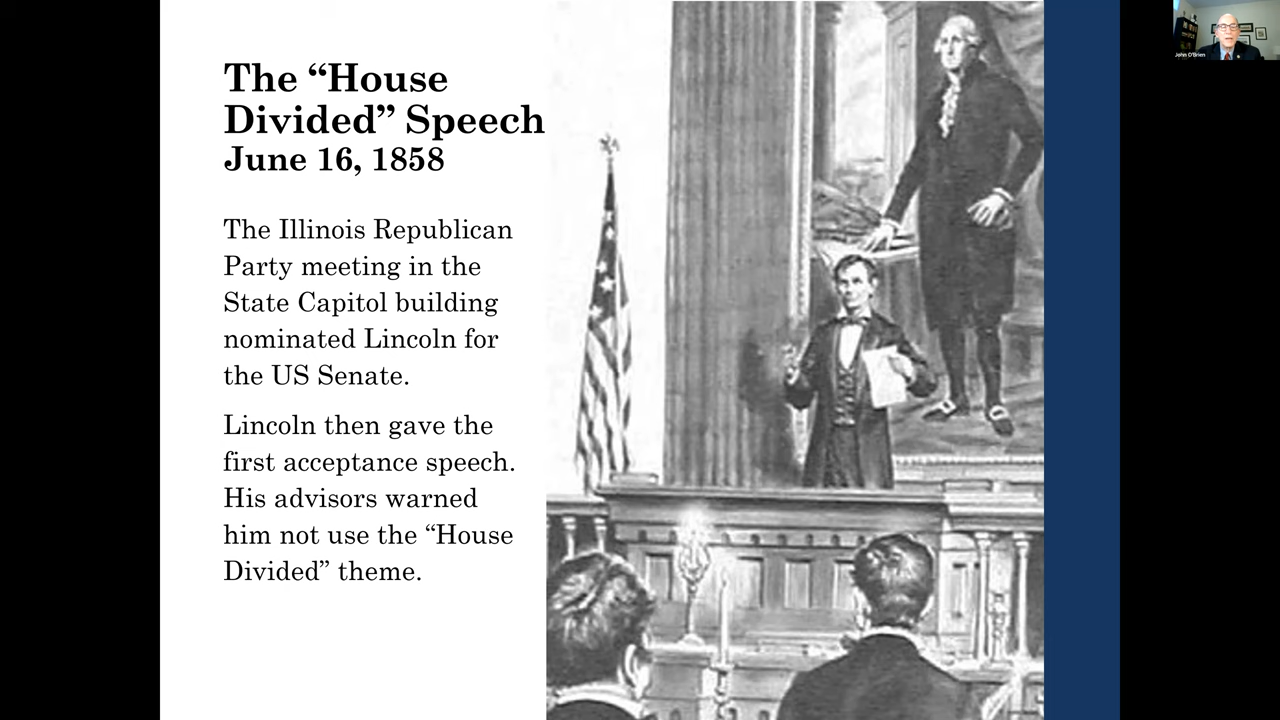 The “House
Divided” Speech
June 16, 1858
The Illinois Republican
Party meeting in the
State Capitol building
nominated Lincoln for
the US Senate.
Lincoln then gave the
first acceptance speech.
His advisors warned
him not use the “House
Divided” theme.
John O'Brien